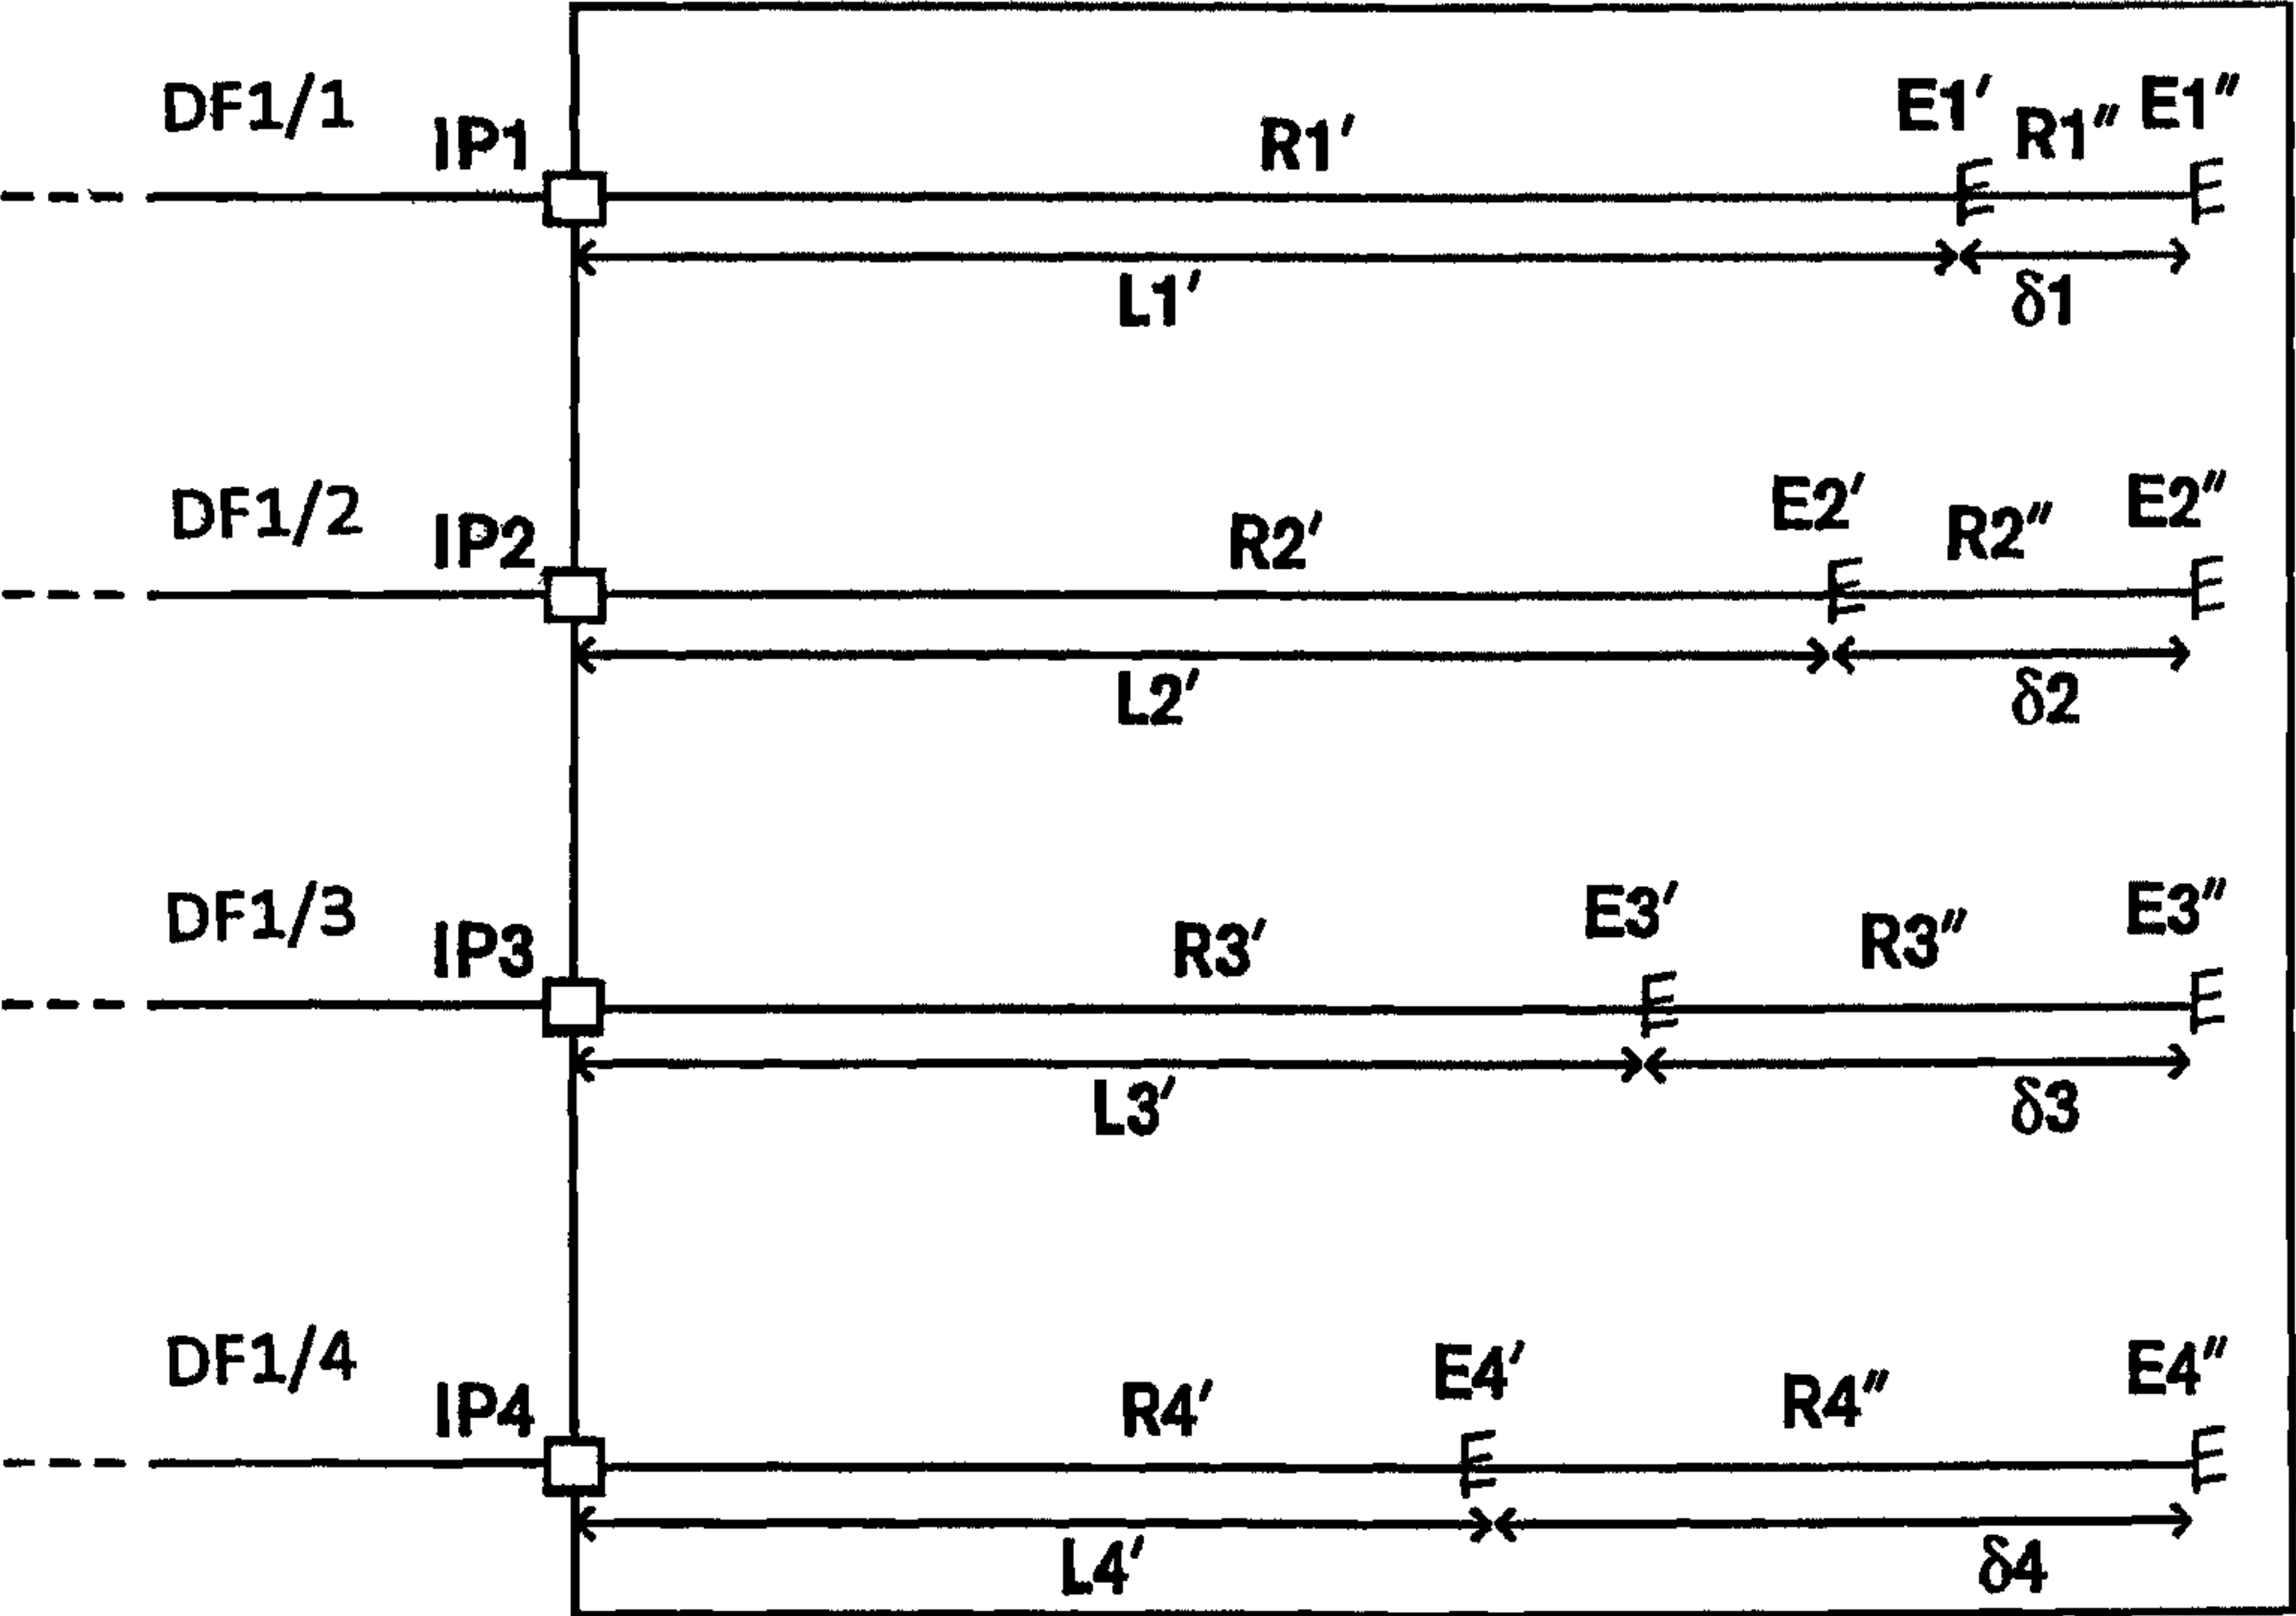 DF1/1 IP1 R1′ E1′ R1″ E1″
L1′ δ1
DF1/2 IP2 R2′ E2′ R2″ E2″
L2′ δ2
DF1/3 IP3 R3′ E3′ R3″ E3″
L3′ δ3
DF1/4 IP4 R4′ E4′ R4″ E4″
L4′ δ4